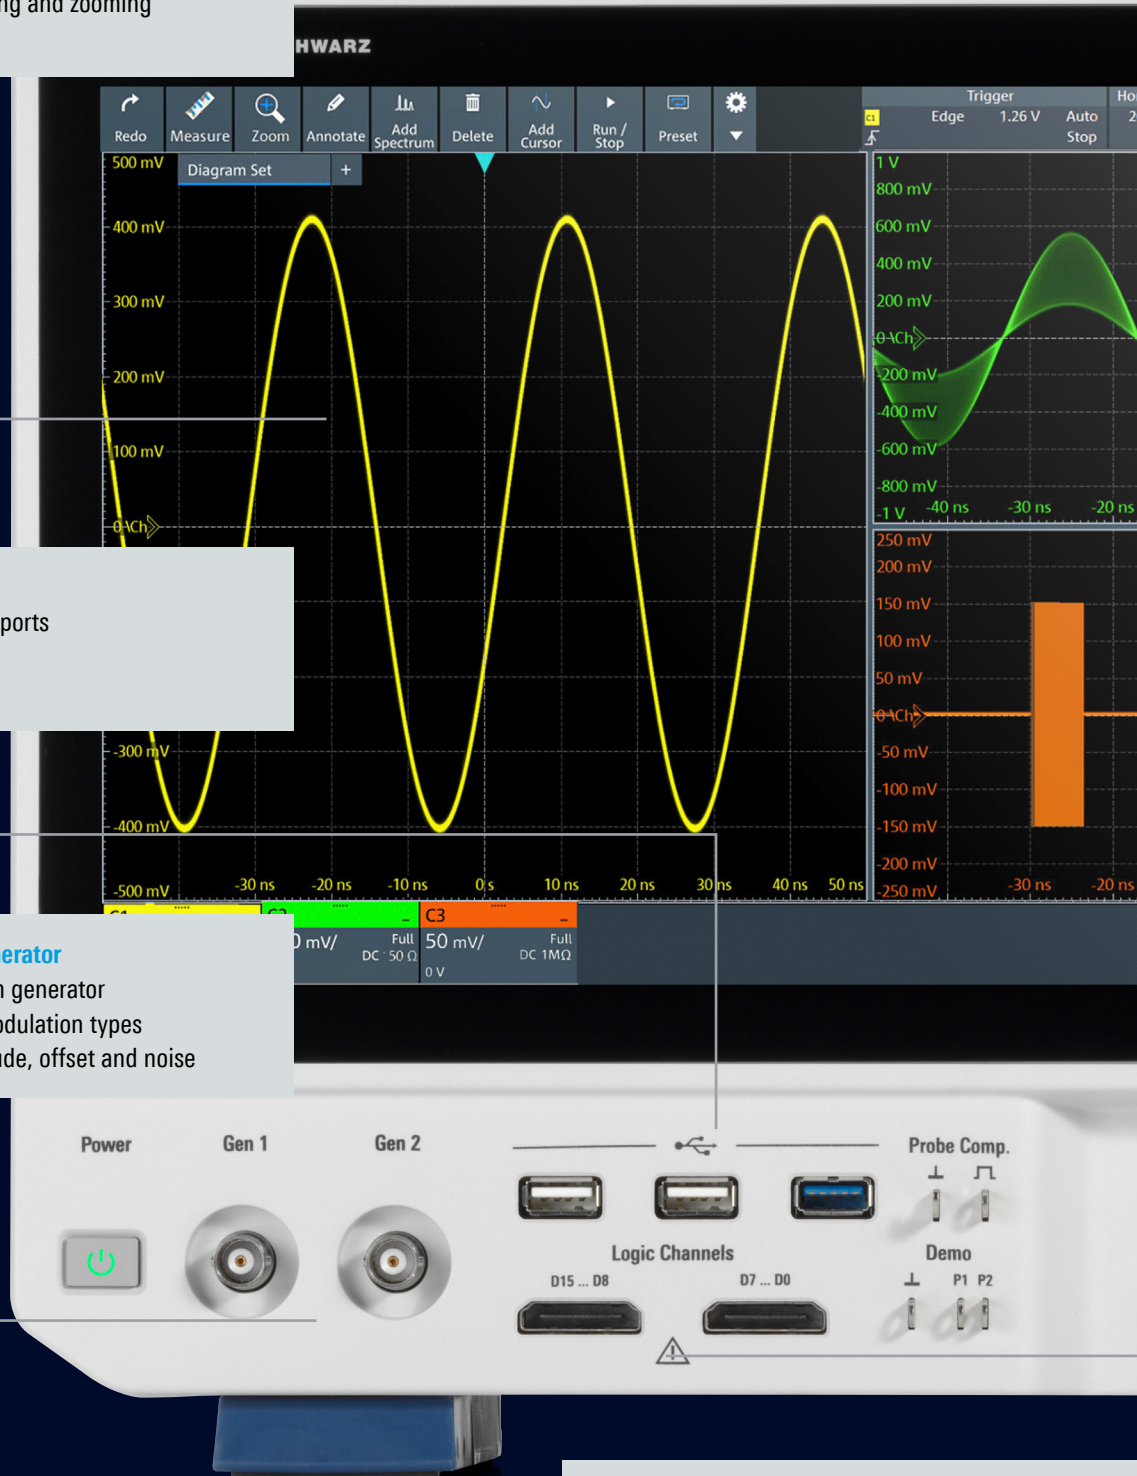 ng and zooming
HWARZ
Redo
Measure
Zoom
Annotate
Add Spectrum
Delete
Add Cursor
Run / Stop
Preset
Trigger
C1
Edge
1.26 V
Auto
Stop
Diagram Set
+
500 mV
400 mV
300 mV
200 mV
100 mV
0
-300 mV
-400 mV
-500 mV
-30 ns
-20 ns
-10 ns
0 s
10 ns
20 ns
30 ns
40 ns
50 ns
1 V
800 mV
600 mV
400 mV
200 mV
0
-200 mV
-400 mV
-600 mV
-800 mV
-1 V
-40 ns
-30 ns
-20 ns
250 mV
200 mV
150 mV
100 mV
50 mV
0
-50 mV
-100 mV
-150 mV
-200 mV
-250 mV
-30 ns
-20 ns
ports
C3
0 mV/
Full
DC 50 Ω
50 mV/
Full
DC 1MΩ
0 V
erator
n generator
odulation types
ude, offset and noise
Power
Gen 1
Gen 2
Probe Comp.
Logic Channels
D15 ... D8
D7 ... D0
Demo
P1 P2